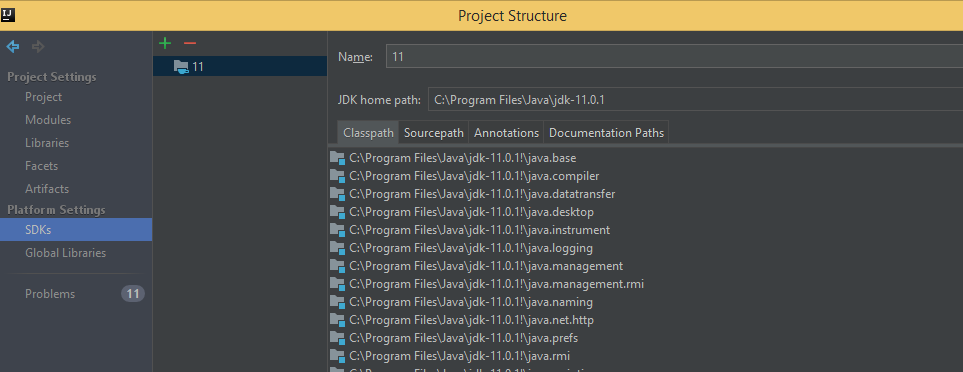 IJ
Project Structure
Project Settings
Project
Modules
Libraries
Facets
Artifacts
Platform Settings
SDKs
Global Libraries
Problems 11
11
Name: 11
JDK home path: C:\Program Files\Java\jdk-11.0.1
Classpath Sourcepath Annotations Documentation Paths
C:\Program Files\Java\jdk-11.0.1!\java.base
C:\Program Files\Java\jdk-11.0.1!\java.compiler
C:\Program Files\Java\jdk-11.0.1!\java.datatransfer
C:\Program Files\Java\jdk-11.0.1!\java.desktop
C:\Program Files\Java\jdk-11.0.1!\java.instrument
C:\Program Files\Java\jdk-11.0.1!\java.logging
C:\Program Files\Java\jdk-11.0.1!\java.management
C:\Program Files\Java\jdk-11.0.1!\java.management.rmi
C:\Program Files\Java\jdk-11.0.1!\java.naming
C:\Program Files\Java\jdk-11.0.1!\java.net.http
C:\Program Files\Java\jdk-11.0.1!\java.prefs
C:\Program Files\Java\jdk-11.0.1!\java.rmi